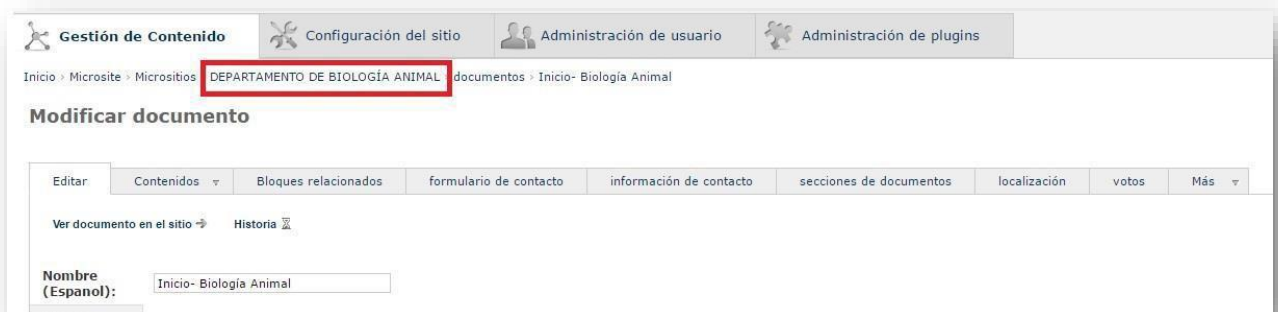 Gestión de Contenido Configuración del sitio Administración de usuario Administración de plugins
Inicio › Microsite › Micrositios › DEPARTAMENTO DE BIOLOGÍA ANIMAL › documentos › Inicio- Biología Animal
Modificar documento
Editar Contenidos Bloques relacionados formulario de contacto información de contacto secciones de documentos localización votos Más
Ver documento en el sitio Historia
Nombre
(Espanol): Inicio- Biología Animal